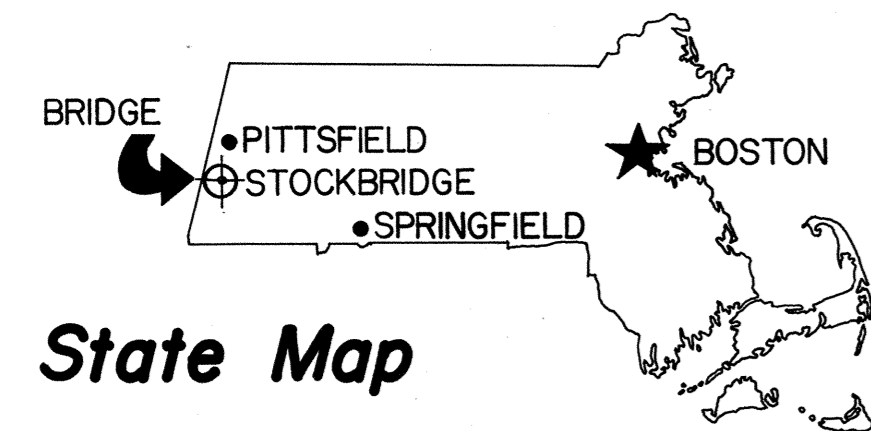 BRIDGE
PITTSFIELD
BOSTON
STOCKBRIDGE
SPRINGFIELD
State Map